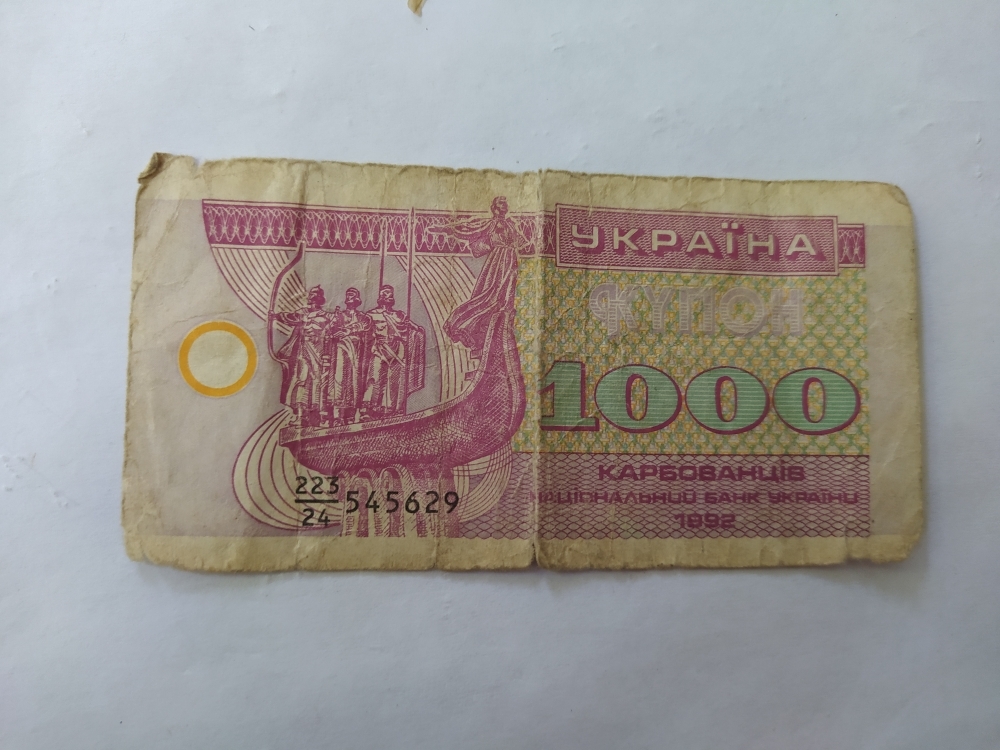 УКРАЇНА
КУПОН
1000
КАРБОВАНЦІВ
НАЦІОНАЛЬНИЙ БАНК УКРАЇНИ
1992
223/24 545629